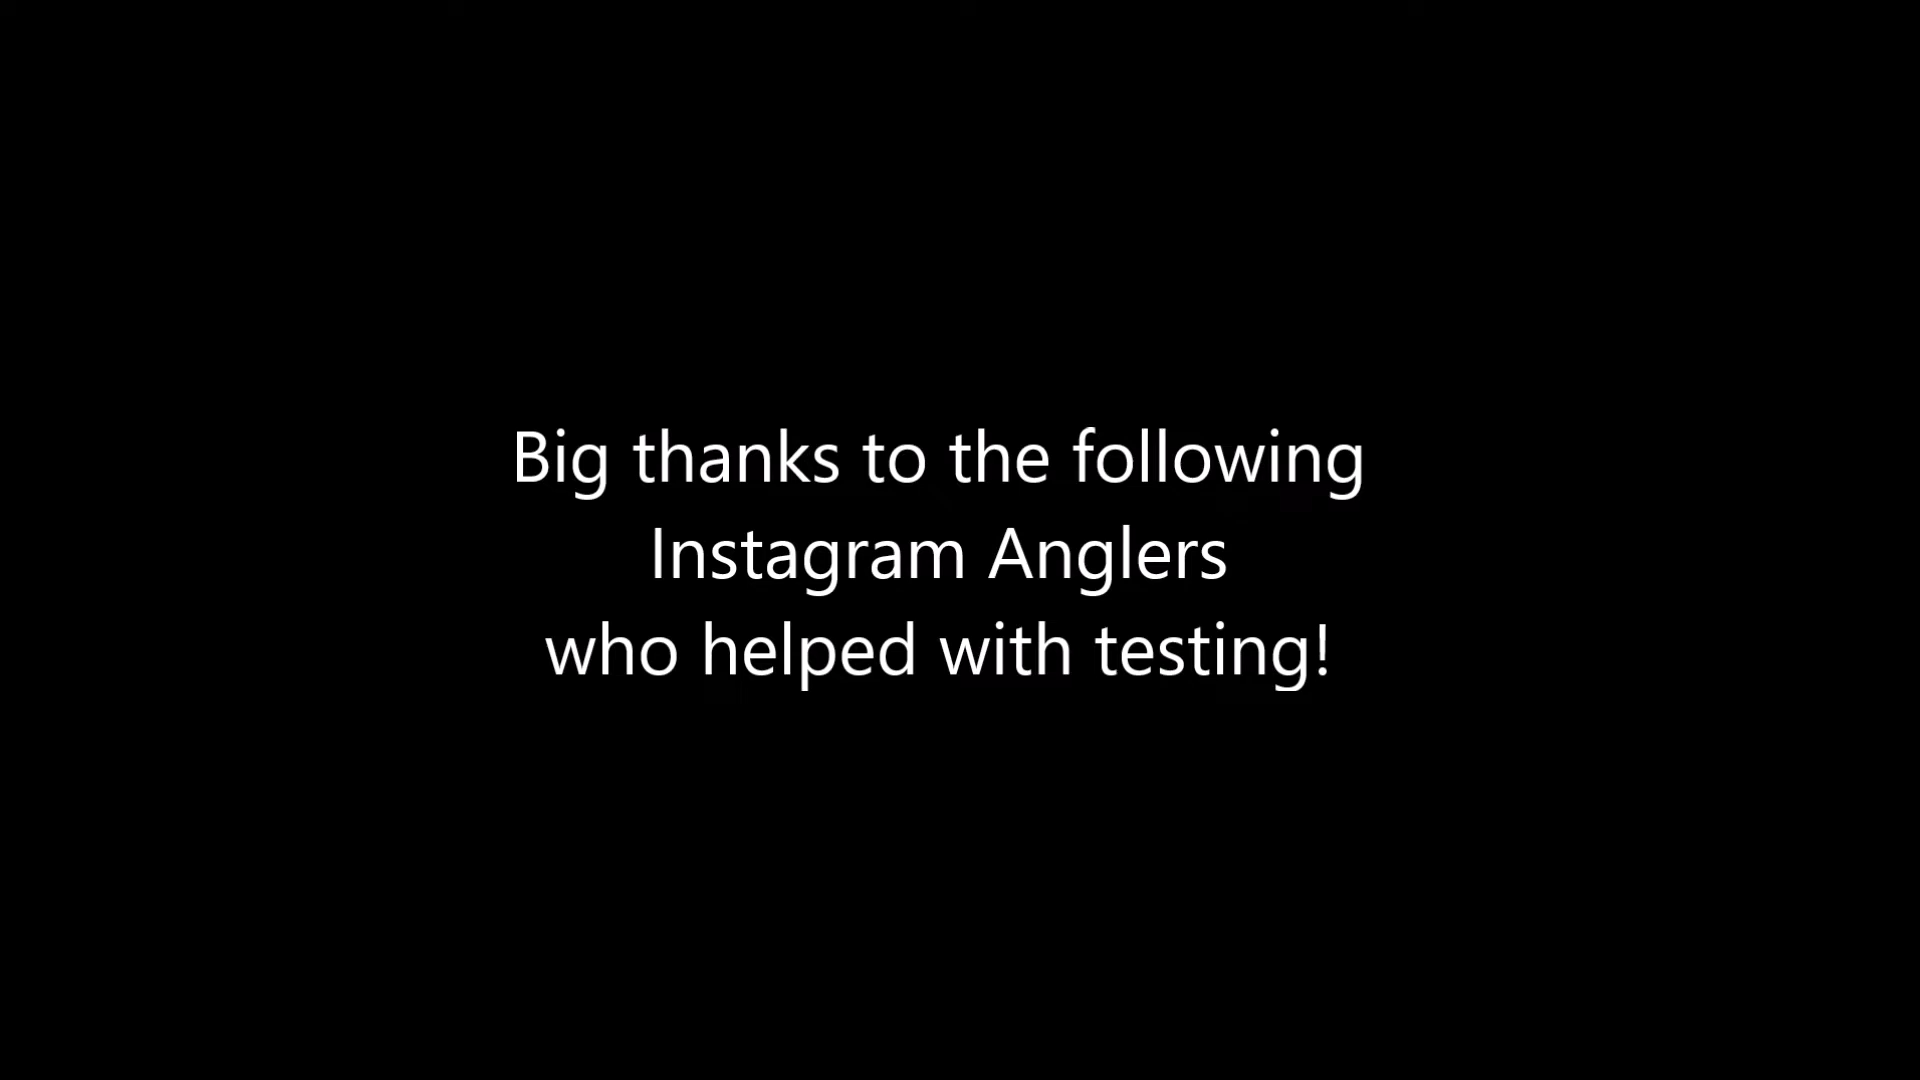 Big thanks to the following
Instagram Anglers
who helped with testing!